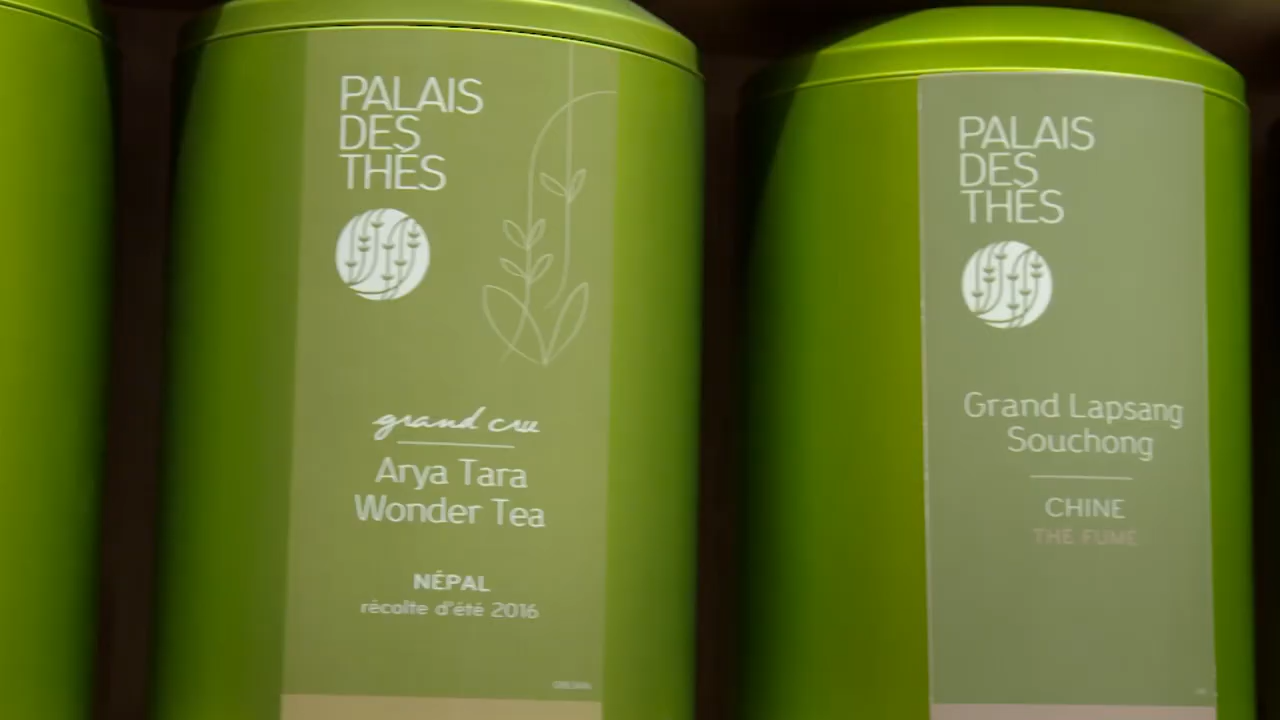 PALAIS
DES
THÉS
grand cru
Arya Tara
Wonder Tea
NÉPAL
récolte d'été 2016
PALAIS
DES
THÉS
Grand Lapsang
Souchong
CHINE
THÉ FUMÉ